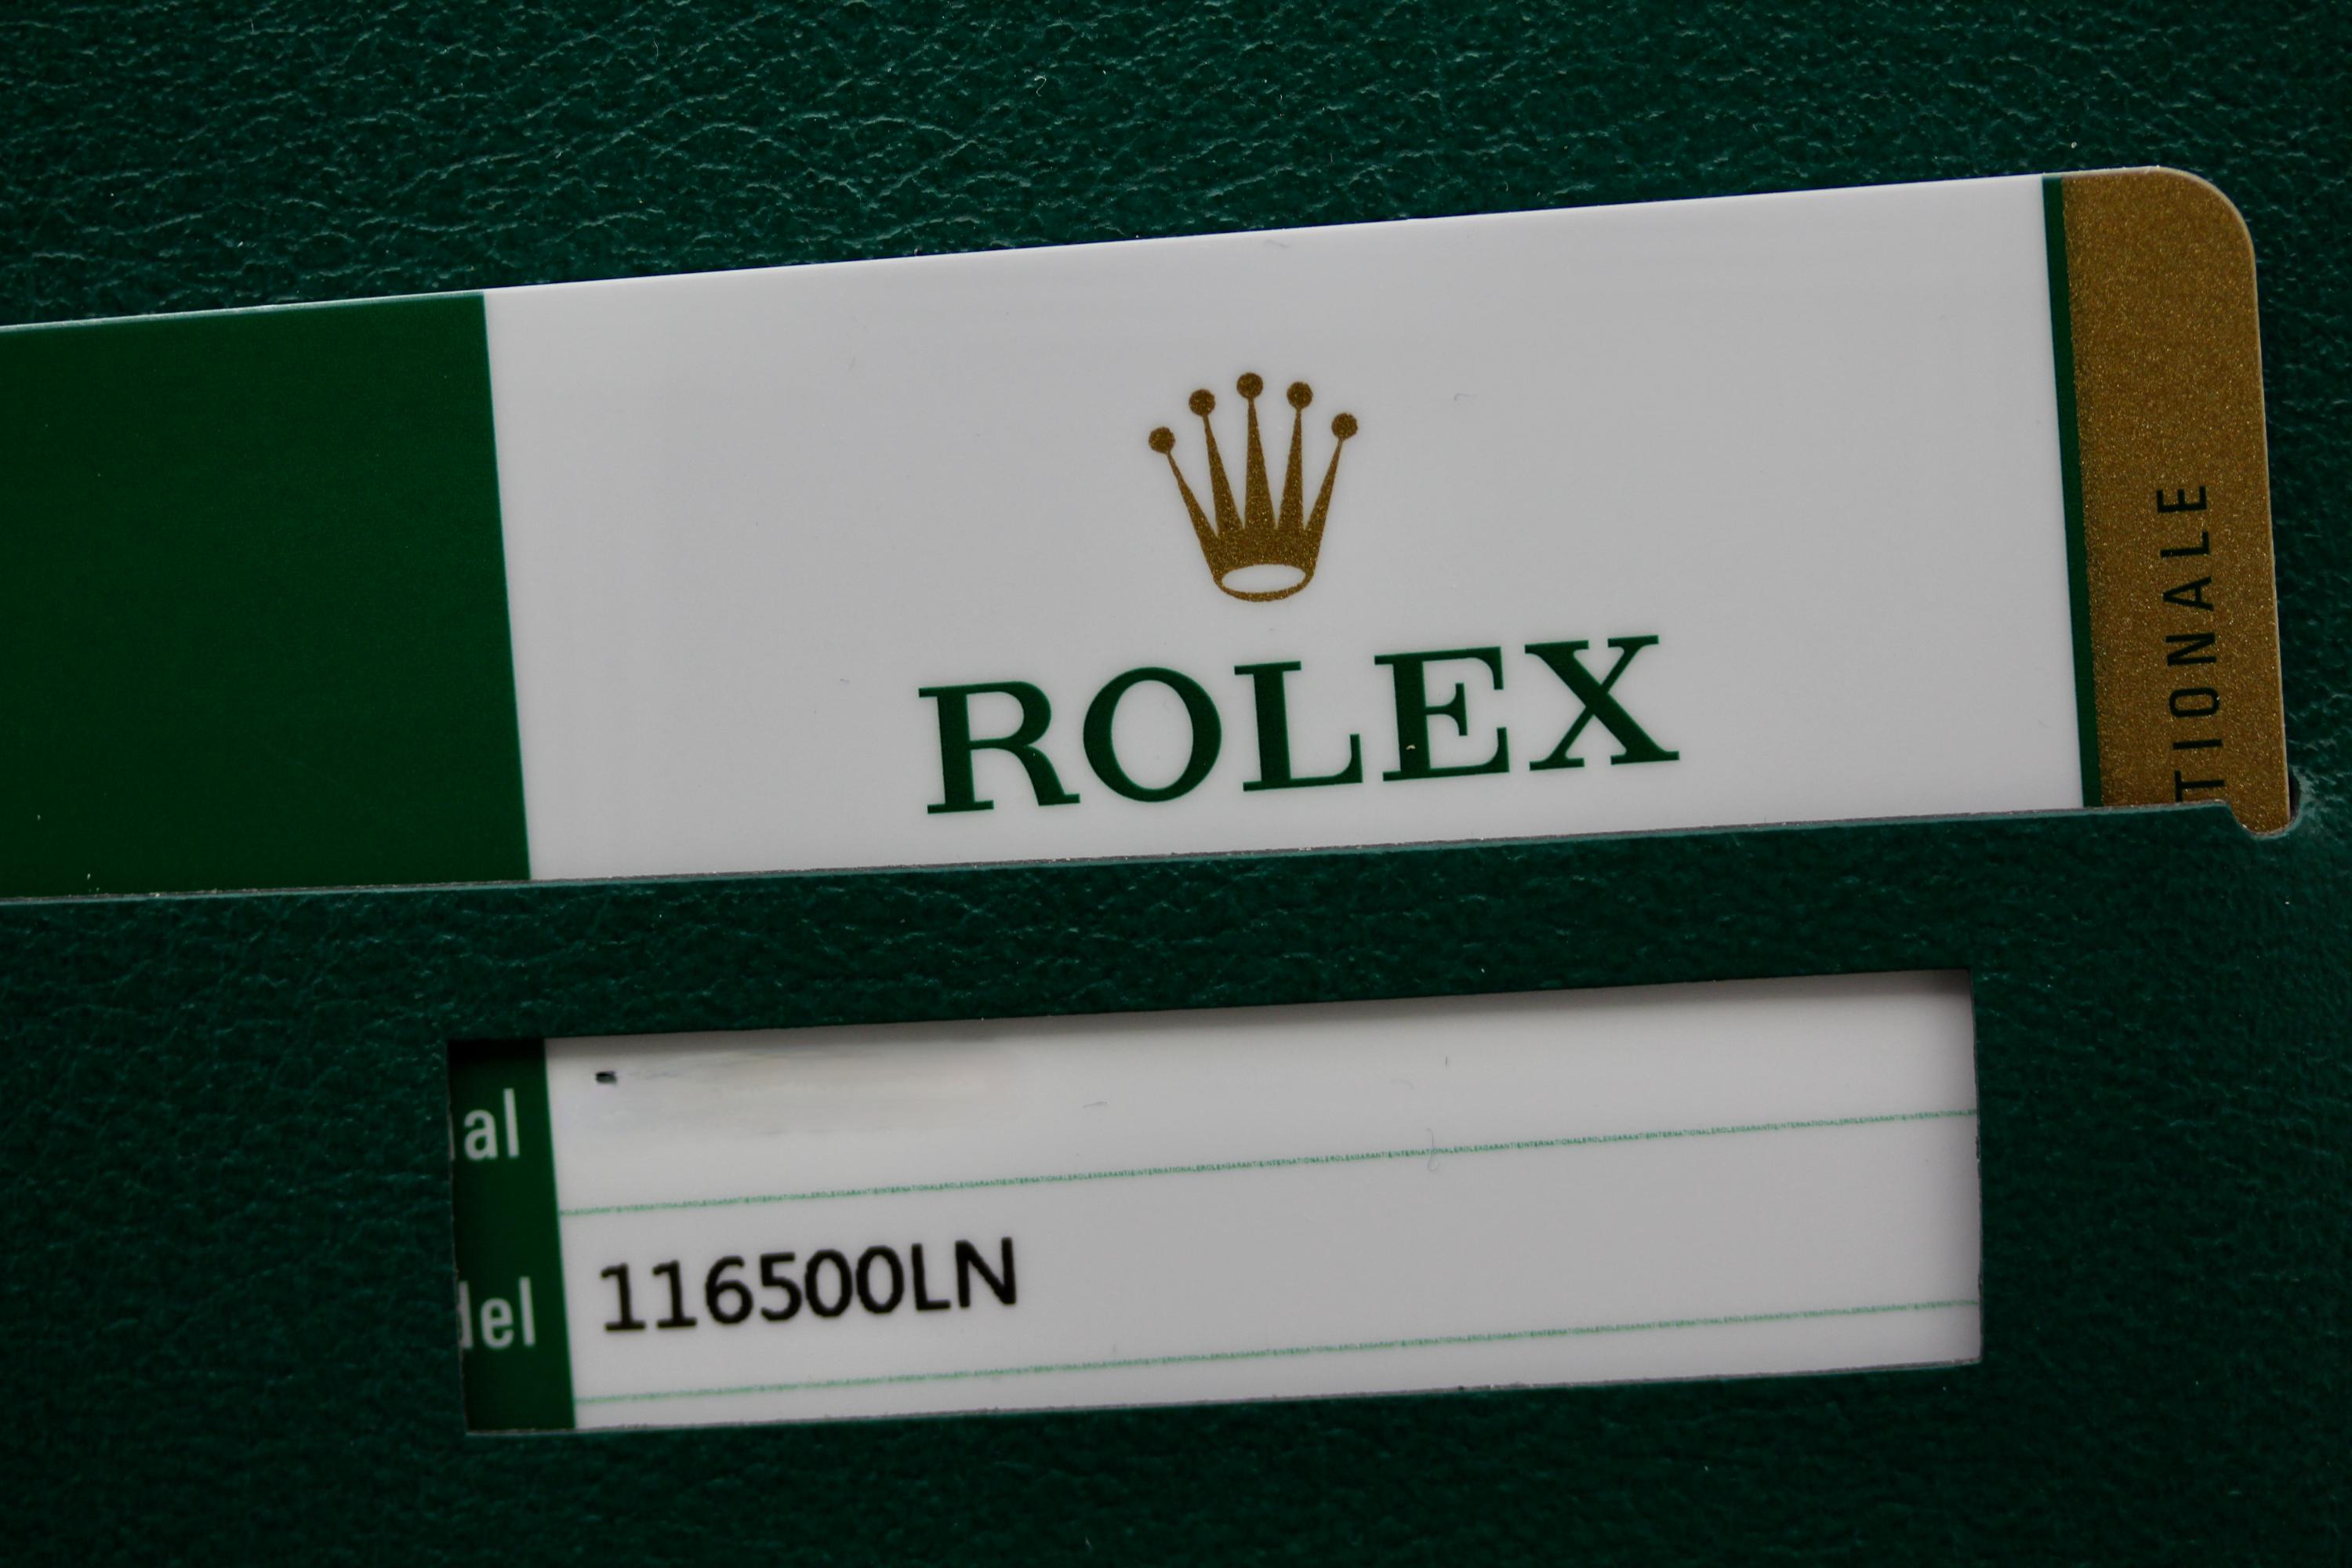 ROLEX
TIONALE
al
116500LN
del